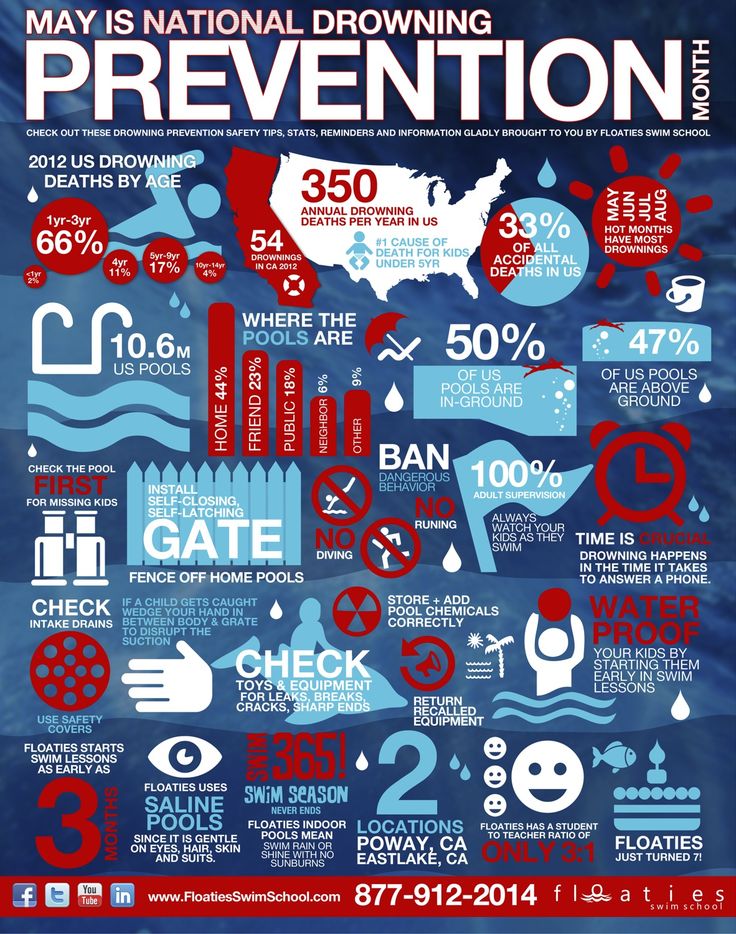 MAY IS NATIONAL DROWNING
PREVENTION
MONTH
CHECK OUT THESE DROWNING PREVENTION SAFETY TIPS, STATS, REMINDERS AND INFORMATION GLADLY BROUGHT TO YOU BY FLOATIES SWIM SCHOOL
2012 US DROWNING
DEATHS BY AGE
1yr-3yr
66%
<1yr
2%
4yr
11%
5yr-9yr
17%
10yr-14yr
4%
350
ANNUAL DROWNING
DEATHS PER YEAR IN US
#1 CAUSE OF
DEATH FOR KIDS
UNDER 5YR
54
DROWNINGS
IN CA 2012
33%
OF ALL
ACCIDENTAL
DEATHS IN US
MAY
JUN
JUL
AUG
HOT MONTHS
HAVE MOST
DROWNINGS
10.6M
US POOLS
WHERE THE
POOLS ARE
HOME 44%
FRIEND 23%
PUBLIC 18%
NEIGHBOR 6%
OTHER 9%
50%
OF US
POOLS ARE
IN-GROUND
47%
OF US POOLS
ARE ABOVE
GROUND
CHECK THE POOL
FIRST
FOR MISSING KIDS
INSTALL
SELF-CLOSING,
SELF-LATCHING
GATE
FENCE OFF HOME POOLS
NO
DIVING
BAN
DANGEROUS
BEHAVIOR
NO
RUNING
100%
ADULT SUPERVISION
ALWAYS
WATCH YOUR
KIDS AS THEY
SWIM
TIME IS CRUCIAL
DROWNING HAPPENS
IN THE TIME IT TAKES
TO ANSWER A PHONE.
CHECK
INTAKE DRAINS
USE SAFETY
COVERS
IF A CHILD GETS CAUGHT
WEDGE YOUR HAND IN
BETWEEN BODY & GRATE
TO DISRUPT THE
SUCTION
CHECK
TOYS & EQUIPMENT
FOR LEAKS, BREAKS,
CRACKS, SHARP ENDS
STORE + ADD
POOL CHEMICALS
CORRECTLY
RETURN
RECALLED
EQUIPMENT
WATER
PROOF
YOUR KIDS BY
STARTING THEM
EARLY IN SWIM
LESSONS
FLOATIES STARTS
SWIM LESSONS
AS EARLY AS
3
MONTHS
FLOATIES USES
SALINE
POOLS
SINCE IT IS GENTLE
ON EYES, HAIR, SKIN
AND SUITS.
SWIM
365!
SWIM SEASON
NEVER ENDS
FLOATIES INDOOR
POOLS MEAN
SWIM RAIN OR
SHINE WITH NO
SUNBURNS
2
LOCATIONS
POWAY, CA
EASTLAKE, CA
FLOATIES HAS A STUDENT
TO TEACHER RATIO OF
ONLY 3:1
FLOATIES
JUST TURNED 7!
f
t
You
Tube
in
www.FloatiesSwimSchool.com
877-912-2014
floaties
swim school